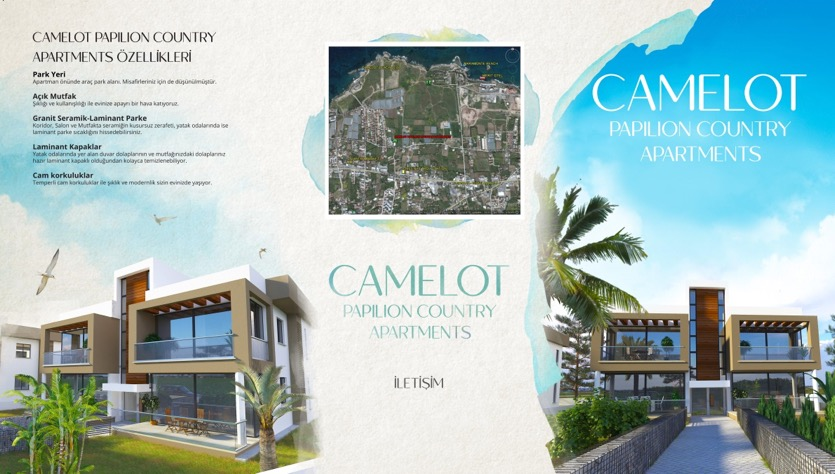 CAMELOT PAPILION COUNTRY
APARTMENTS ÖZELLİKLERİ
Park Yeri
Apartman önünde araç park alanı. Misafirleriniz için de düşünülmüştür.
Açık Mutfak
Şıklığı ve kullanışlılığı ile evinize apayrı bir hava katıyoruz.
Granit Seramik-Laminant Parke
Koridor, Salon ve Mutfakta seramiğin kusursuz zerafeti, yatak odalarında ise
laminant parke sıcaklığını hissedebilirsiniz.
Laminant Kapaklar
Yatak odalarında yer alan duvar dolaplarının ve mutfağınızdaki dolaplarınız
hazır laminant kapaklı olduğundan kolayca temizlenebiliyor.
Cam korkuluklar
Temperli cam korkuluklar ile şıklık ve modernlik sizin evinizde yaşıyor.
CAMELOT
PAPILION COUNTRY
APARTMENTS
İLETİŞİM
CAMELOT
PAPILION COUNTRY
APARTMENTS